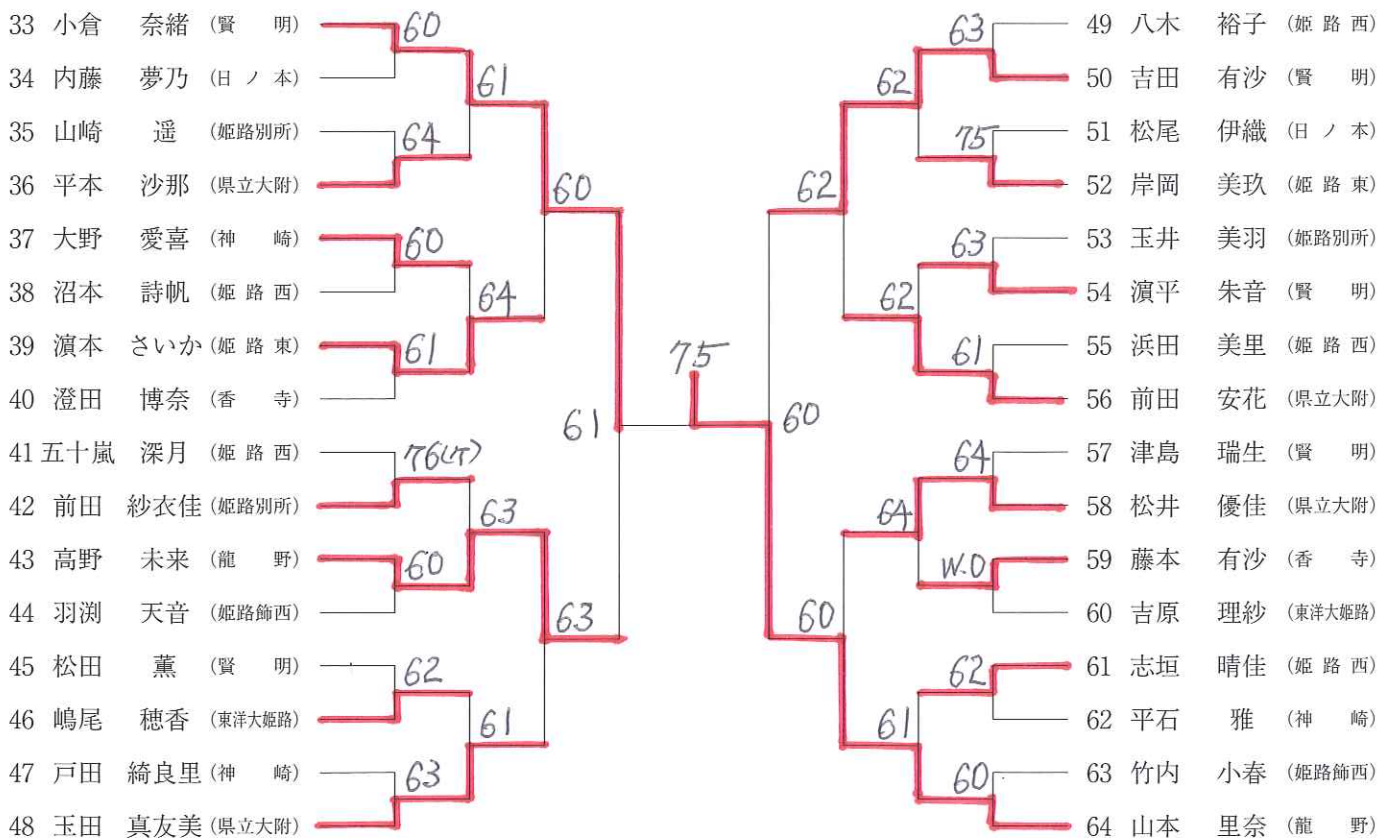 33 小倉 奈緒 (賢 明)
34 内藤 夢乃 (日ノ本)
35 山崎 遥 (姫路別所)
36 平本 沙那 (県立大附)
37 大野 愛喜 (神 崎)
38 沼本 詩帆 (姫路西)
39 濵本 さいか (姫路東)
40 澄田 博奈 (香 寺)
41 五十嵐 深月 (姫路西)
42 前田 紗衣佳 (姫路別所)
43 高野 未来 (龍 野)
44 羽渕 天音 (姫路飾西)
45 松田 薫 (賢 明)
46 嶋尾 穂香 (東洋大姫路)
47 戸田 綺良里 (神 崎)
48 玉田 真友美 (県立大附)
60
64
60
61
76(5)
60
62
63
61
64
63
61
60
63
61
75
60
62
60
62
62
64
61
63
75
63
61
64
W.O
62
60
49 八木 裕子 (姫路西)
50 吉田 有沙 (賢 明)
51 松尾 伊織 (日ノ本)
52 岸岡 美玖 (姫路東)
53 玉井 美羽 (姫路別所)
54 濵平 朱音 (賢 明)
55 浜田 美里 (姫路西)
56 前田 安花 (県立大附)
57 津島 瑞生 (賢 明)
58 松井 優佳 (県立大附)
59 藤本 有沙 (香 寺)
60 吉原 理紗 (東洋大姫路)
61 志垣 晴佳 (姫路西)
62 平石 雅 (神 崎)
63 竹内 小春 (姫路飾西)
64 山本 里奈 (龍 野)